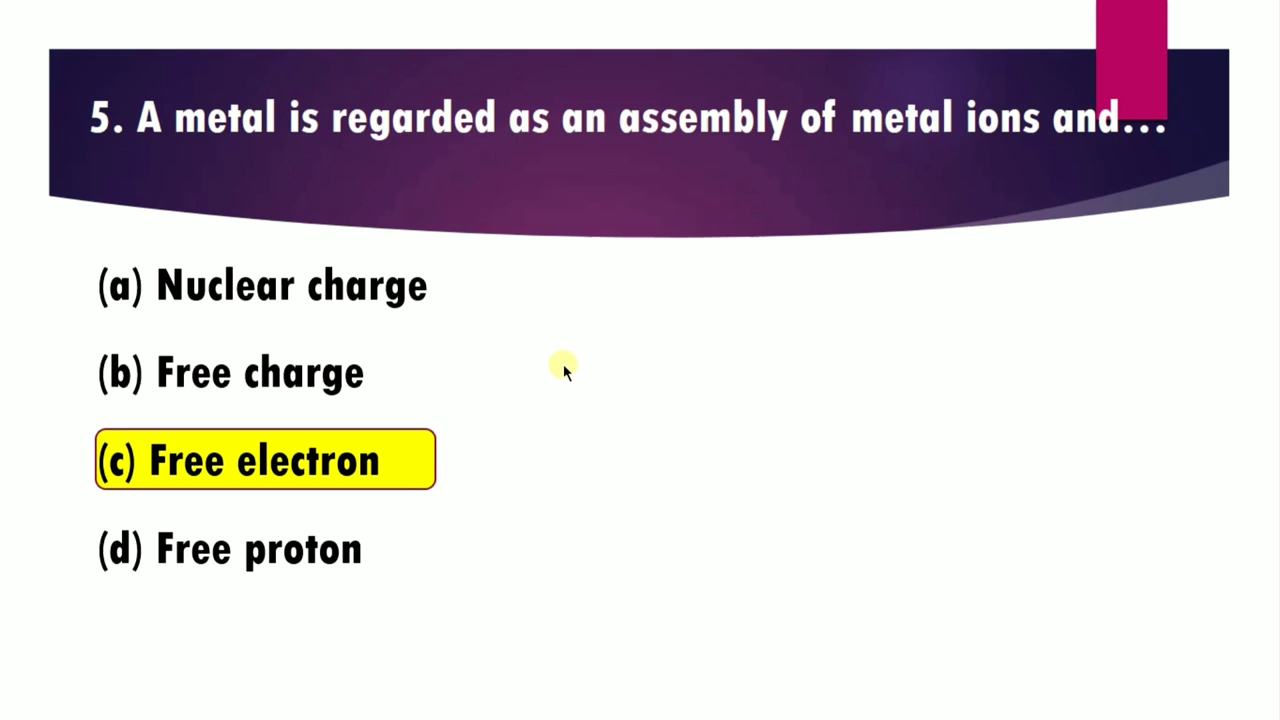 5. A metal is regarded as an assembly of metal ions and...
(a) Nuclear charge
(b) Free charge
(c) Free electron
(d) Free proton